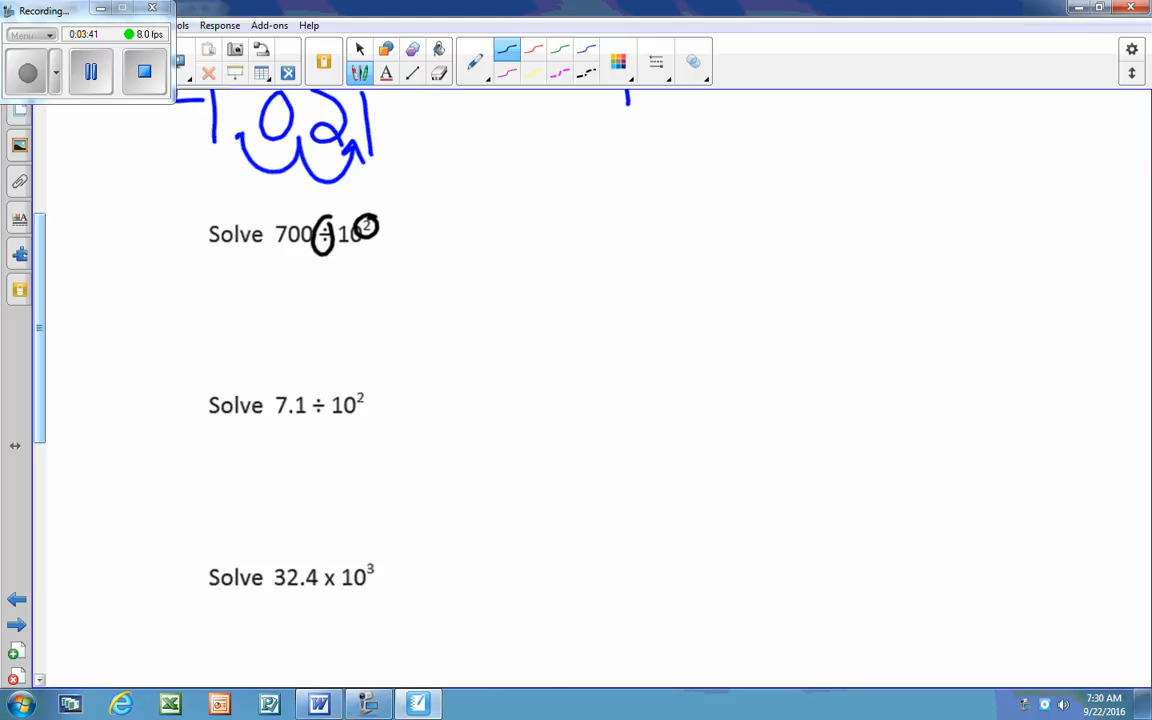 Recording...
Menu 0:03:41 8.0 fps
ols Response Add-ons Help
.021
Solve 700 ÷ 10²
Solve 7.1 ÷ 10²
Solve 32.4 x 10³
7:30 AM
9/22/2016